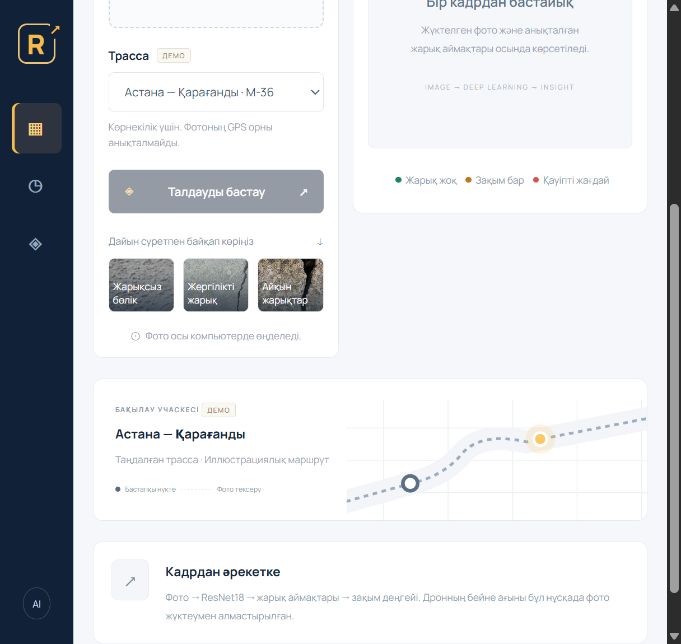 R
Трасса ДЕМО
Астана — Қарағанды · М-36
Көрнекілік үшін. Фотоның GPS орны
анықталмайды.
Талдауды бастау ↗
Дайын суретпен байқап көріңіз ↓
Жарықсыз
бөлік
Жергілікті
жарық
Айқын
жарықтар
Фото осы компьютерде өңделеді.
Бір кадрдан бастайық
Жүктелген фото және анықталған
жарық аймақтары осында көрсетіледі.
IMAGE → DEEP LEARNING → INSIGHT
Жарық жоқ
Зақым бар
Қауіпті жағдай
БАҚЫЛАУ УЧАСКЕСІ ДЕМО
Астана — Қарағанды
Таңдалған трасса · Иллюстрациялық маршрут
Бастапқы нүкте
Фото тексеру
Кадрдан әрекетке
Фото → ResNet18 → жарық аймақтары → зақым деңгейі. Дронның бейне ағыны бұл нұсқада фото
жүктеумен алмастырылған.
AI